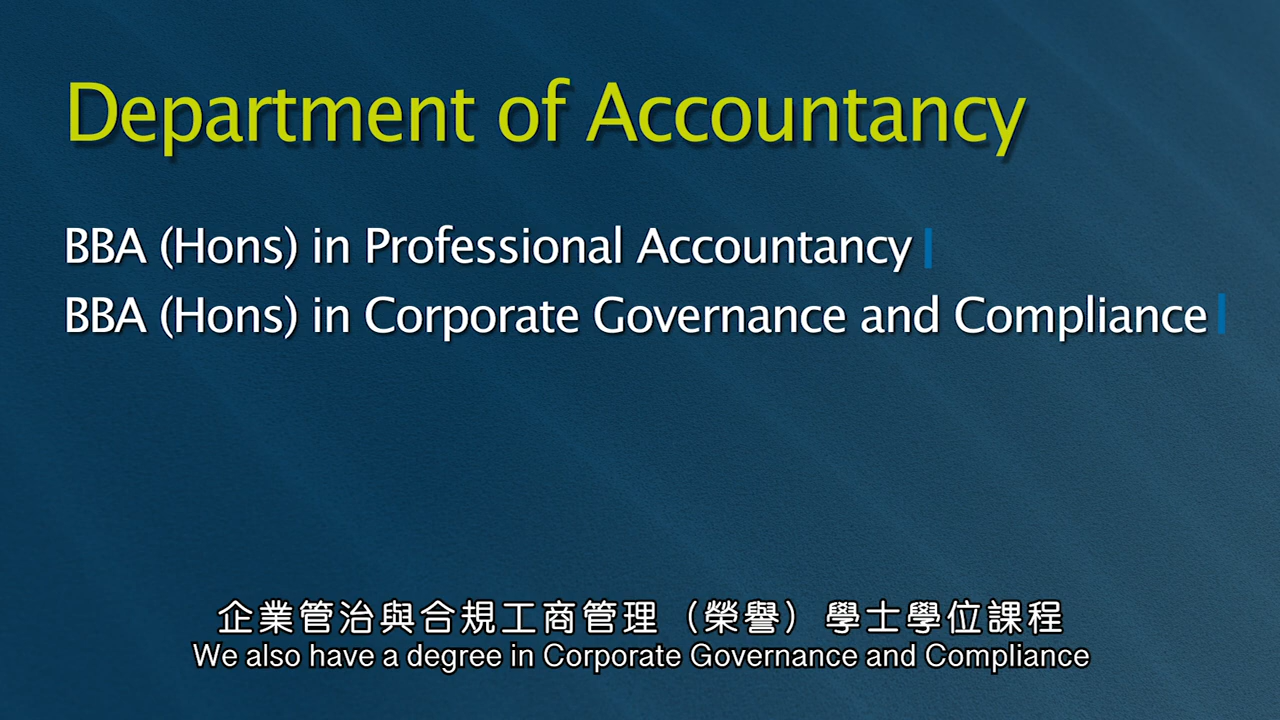 Department of Accountancy
BBA (Hons) in Professional Accountancy
BBA (Hons) in Corporate Governance and Compliance
企業管治與合規工商管理（榮譽）學士學位課程
We also have a degree in Corporate Governance and Compliance